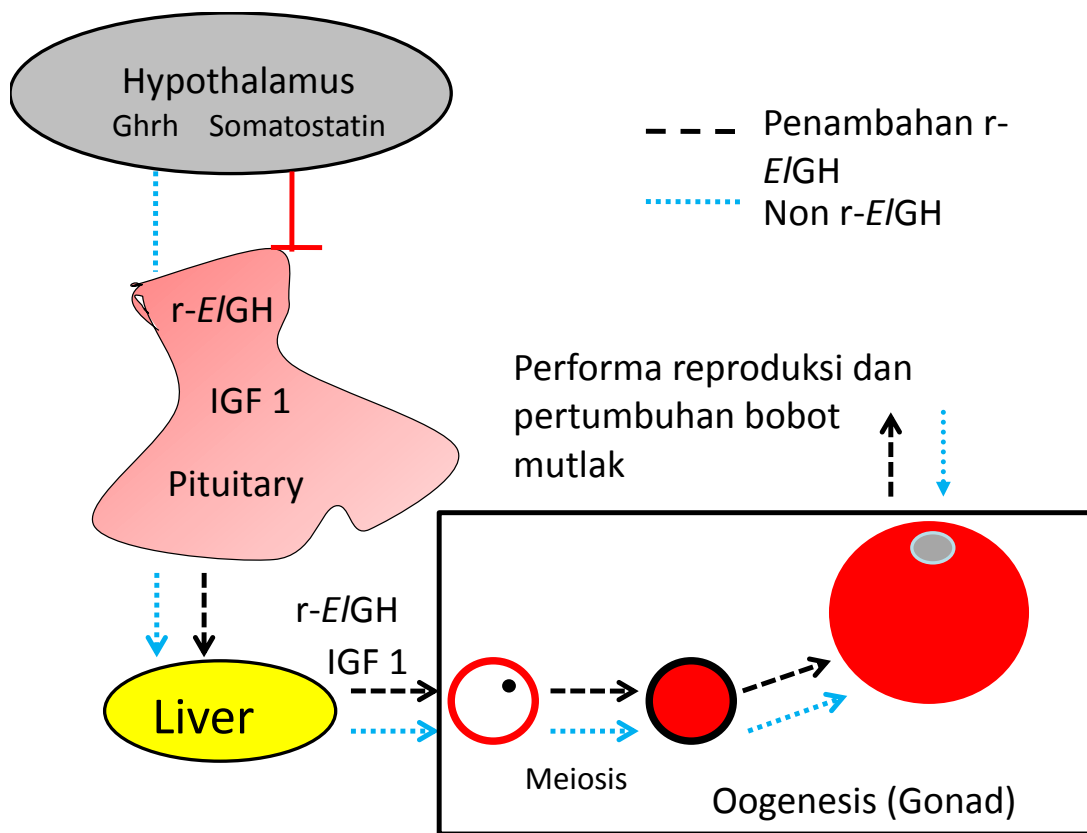 Hypothalamus
Ghrh Somatostatin
Penambahan r-
ElGH
Non r-ElGH
r-ElGH
IGF 1
Pituitary
Performa reproduksi dan
pertumbuhan bobot
mutlak
r-ElGH
IGF 1
Liver
Meiosis
Oogenesis (Gonad)